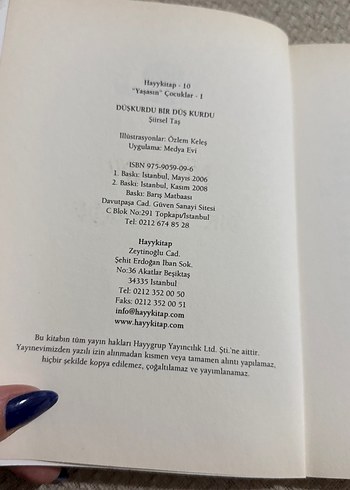 Hayykitap - 10
"Yaşasın" Çocuklar - 1
DÜŞKURDU BİR DÜŞ KURDU
Şiirsel Taş
İllüstrasyonlar: Özlem Keleş
Uygulama: Medya Evi
ISBN 975-9059-09-6
1. Baskı: İstanbul, Mayıs 2006
2. Baskı: İstanbul, Kasım 2008
Baskı: Barış Matbaası
Davutpaşa Cad. Güven Sanayi Sitesi
C Blok No:291 Topkapı/İstanbul
Tel: 0212 674 85 28
Hayykitap
Zeytinoğlu Cad.
Şehit Erdoğan İban Sok.
No:36 Akatlar Beşiktaş
34335 İstanbul
Tel: 0212 352 00 50
Faks: 0212 352 00 51
info@hayykitap.com
www.hayykitap.com
Bu kitabın tüm yayın hakları Hayygrup Yayıncılık Ltd. Şti.'ne aittir.
Yayınevimizden yazılı izin alınmadan kısmen veya tamamen alıntı yapılamaz,
hiçbir şekilde kopya edilemez, çoğaltılamaz ve yayımlanamaz.